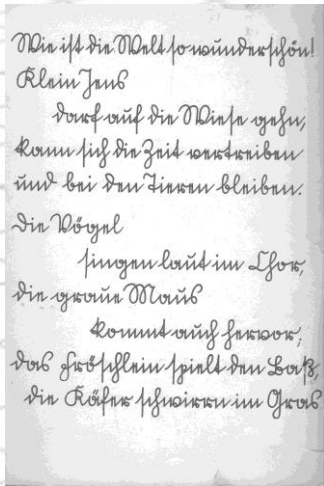 Wie ist die Welt so wunderschön!
Klein Jens
darf auf die Wiese gehn,
kann sich die Zeit vertreiben
und bei den Tieren bleiben.
Die Vögel
singen laut im Chor,
die graue Maus
kommt auch hervor,
das Fröschlein spielt den Baß,
die Käfer schwirrn im Gras